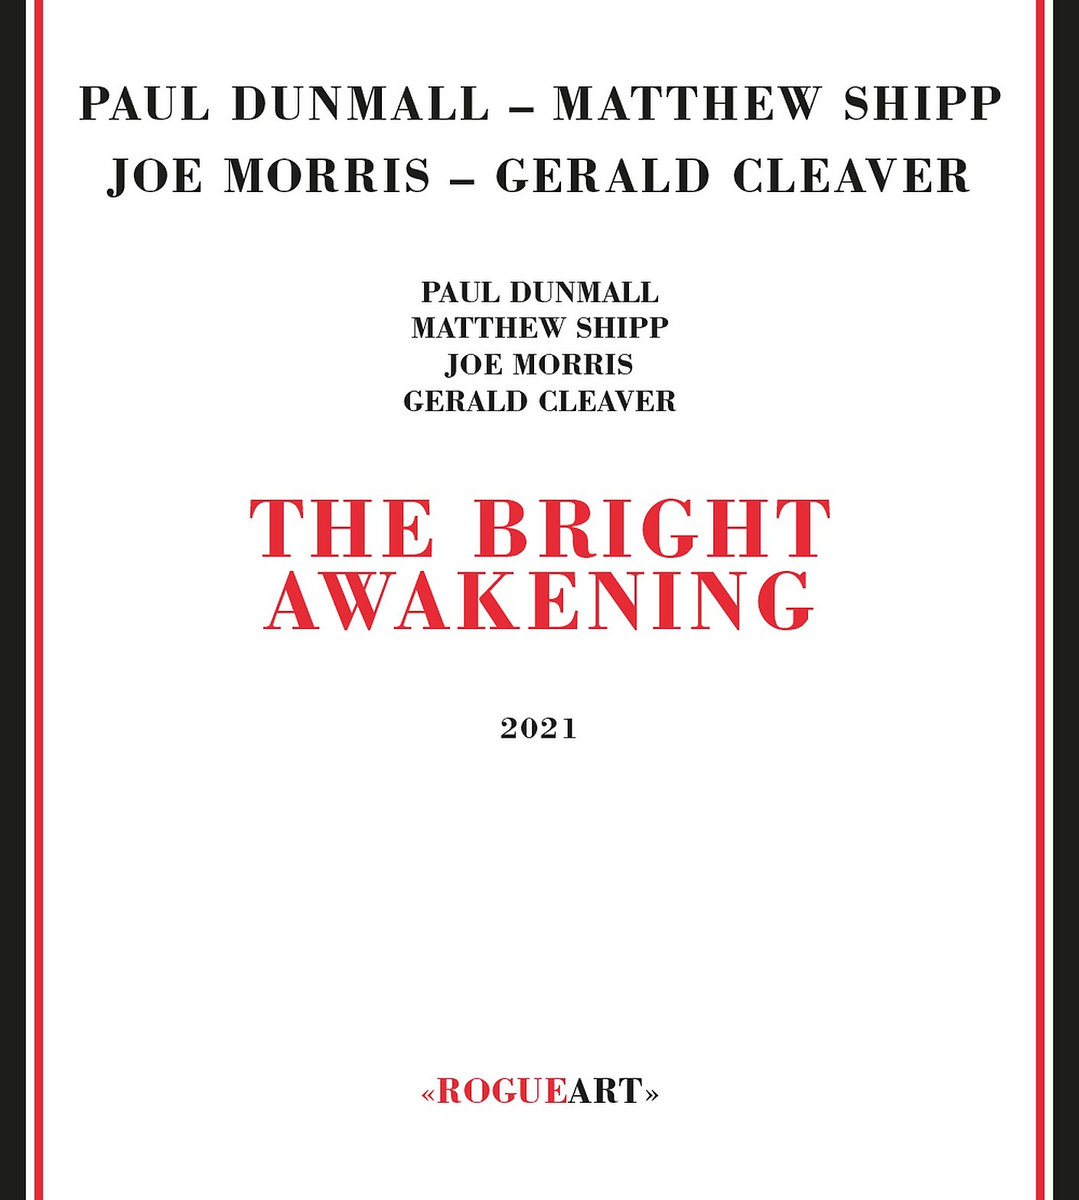 PAUL DUNMALL – MATTHEW SHIPP
JOE MORRIS – GERALD CLEAVER
PAUL DUNMALL
MATTHEW SHIPP
JOE MORRIS
GERALD CLEAVER
THE BRIGHT
AWAKENING
2021
«ROGUEART»